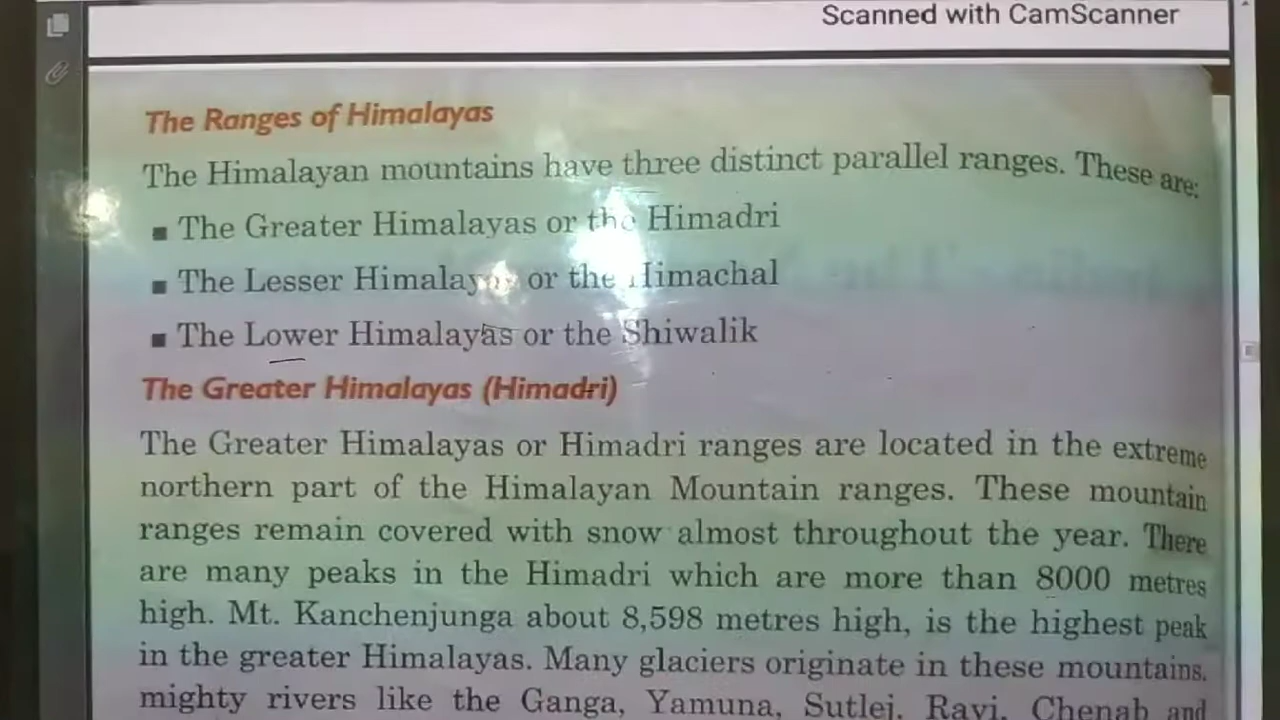 Scanned with CamScanner
The Ranges of Himalayas
The Himalayan mountains have three distinct parallel ranges. These are:
■ The Greater Himalayas or the Himadri
■ The Lesser Himalayas or the Himachal
■ The Lower Himalayas or the Shiwalik
The Greater Himalayas (Himadri)
The Greater Himalayas or Himadri ranges are located in the extreme
northern part of the Himalayan Mountain ranges. These mountain
ranges remain covered with snow almost throughout the year. There
are many peaks in the Himadri which are more than 8000 metres
high. Mt. Kanchenjunga about 8,598 metres high, is the highest peak
in the greater Himalayas. Many glaciers originate in these mountains.
mighty rivers like the Ganga, Yamuna, Sutlej, Ravi, Chenab and